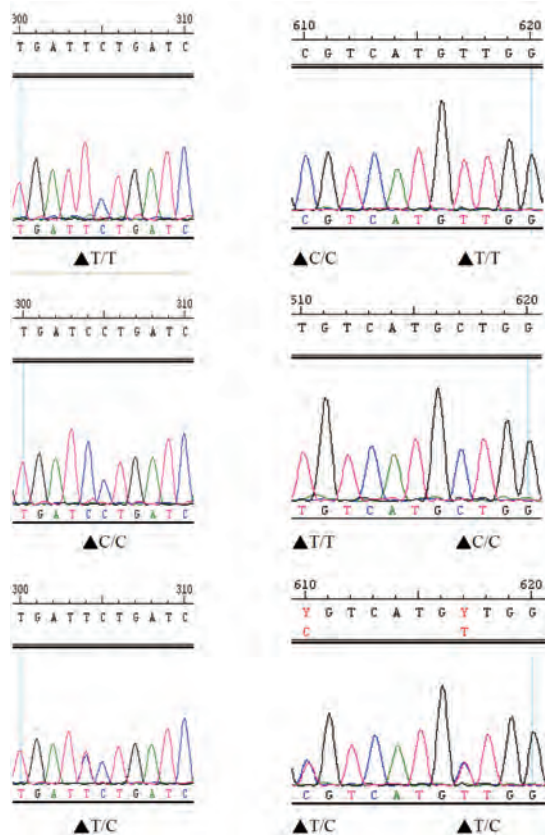 300 310
T G A T T C T G A T C
T G A T T C T G A T C
▲T/T
610 620
C G T C A T G T T G G
C G T C A T G T T G G
▲C/C ▲T/T
300 310
T G A T C C T G A T C
T G A T C C T G A T C
▲C/C
510 620
T G T C A T G C T G G
T G T C A T G C T G G
▲T/T ▲C/C
300 310
T G A T T C T G A T C
T G A T T C T G A T C
▲T/C
610 620
Y G T C A T G Y T G G
C T
C G T C A T G T T G G
▲T/C ▲T/C